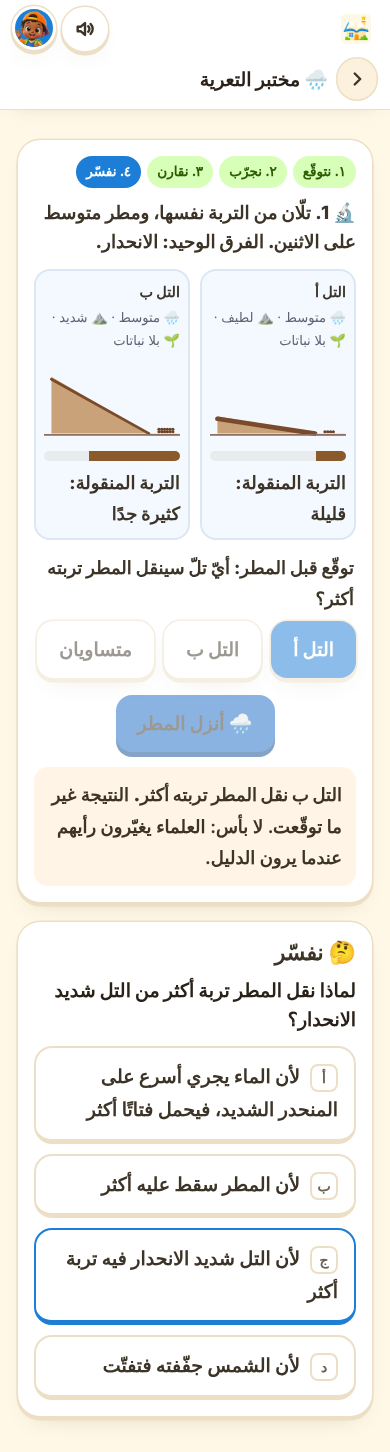 🌧️ مختبر التعرية
١. نتوقّع
٢. نجرّب
٣. نقارن
٤. نفسّر
🔬 1. تلّان من التربة نفسها، ومطر متوسط
على الاثنين. الفرق الوحيد: الانحدار.
التل أ
🌧️ متوسط · ⛰️ لطيف ·
🌱 بلا نباتات
التربة المنقولة:
قليلة
التل ب
🌧️ متوسط · ⛰️ شديد ·
🌱 بلا نباتات
التربة المنقولة:
كثيرة جدًا
توقّع قبل المطر: أيّ تلّ سينقل المطر تربته
أكثر؟
التل أ
التل ب
متساويان
🌧️ أنزل المطر
التل ب نقل المطر تربته أكثر. النتيجة غير
ما توقّعت. لا بأس: العلماء يغيّرون رأيهم
عندما يرون الدليل.
🤔 نفسّر
لماذا نقل المطر تربة أكثر من التل شديد
الانحدار؟
أ لأن الماء يجري أسرع على
المنحدر الشديد، فيحمل فتاتًا أكثر
ب لأن المطر سقط عليه أكثر
ج لأن التل شديد الانحدار فيه تربة
أكثر
د لأن الشمس جفّفته فتفتّت